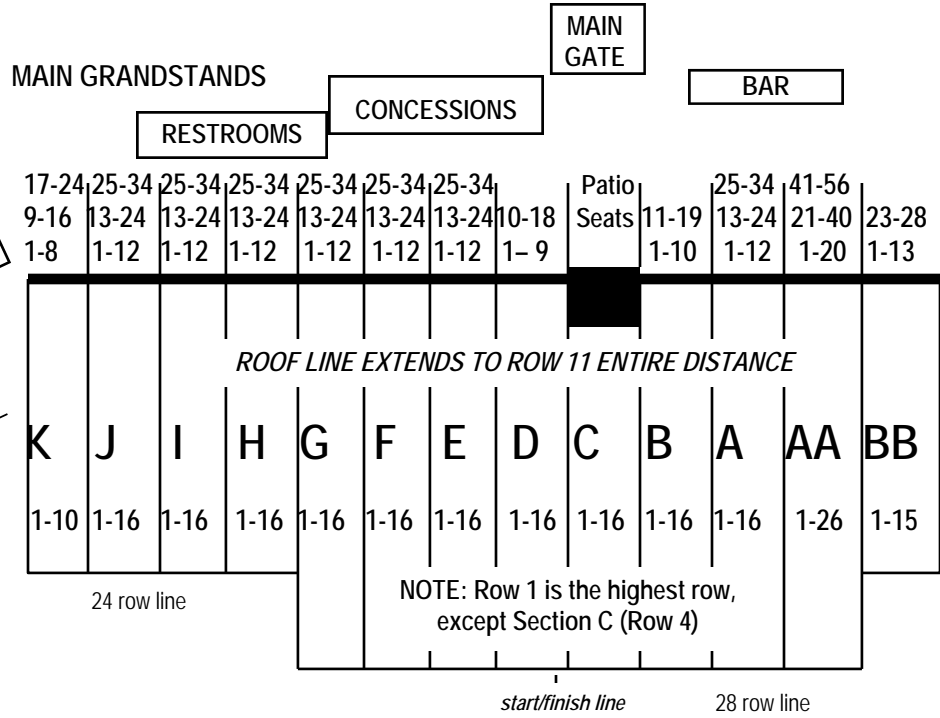 MAIN
GATE
MAIN GRANDSTANDS
BAR
CONCESSIONS
RESTROOMS
17-24 25-34 25-34 25-34 25-34 25-34 25-34 Patio 25-34 41-56
9-16 13-24 13-24 13-24 13-24 13-24 13-24 10-18 Seats 11-19 13-24 21-40 23-28
1-8 1-12 1-12 1-12 1-12 1-12 1-12 1– 9 1-10 1-12 1-20 1-13
ROOF LINE EXTENDS TO ROW 11 ENTIRE DISTANCE
K J I H G F E D C B A AA BB
1-10 1-16 1-16 1-16 1-16 1-16 1-16 1-16 1-16 1-16 1-16 1-26 1-15
NOTE: Row 1 is the highest row,
except Section C (Row 4)
24 row line
start/finish line
28 row line